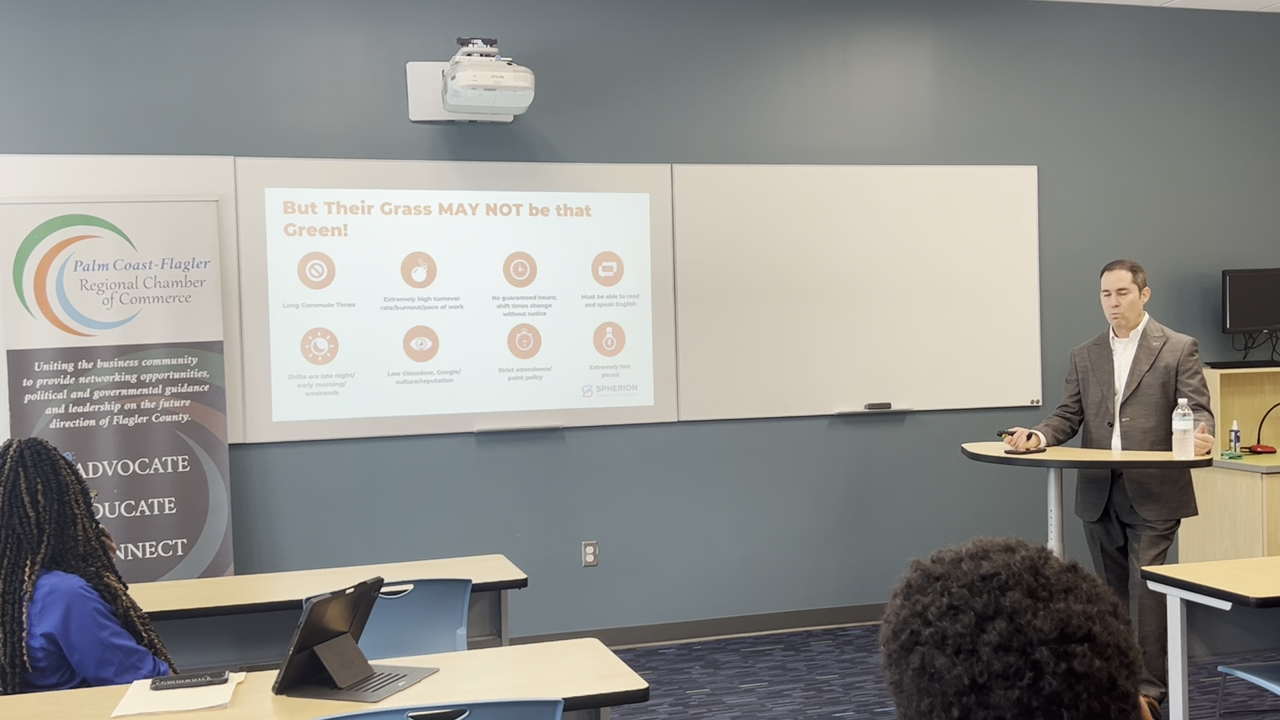 But Their Grass MAY NOT be that
Green!
Long Commute Times
Extremely high turnover
rate/burnout/pace of work
No guaranteed hours;
shift times change
without notice
Must be able to read
and speak English
Shifts are late night/
early morning/
weekends
Low Glassdoor, Google/
culture/reputation
Strict attendance/
point policy
Extremely fast
paced
SPHERION
Palm Coast-Flagler
Regional Chamber
of Commerce
Uniting the business community
to provide networking opportunities,
political and governmental guidance
and leadership on the future
direction of Flagler County.
ADVOCATE
DUCATE
NNECT